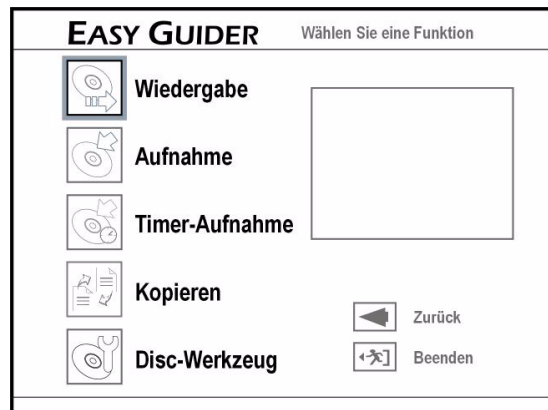 EASY GUIDER
Wählen Sie eine Funktion
Wiedergabe
Aufnahme
Timer-Aufnahme
Kopieren
Disc-Werkzeug
Zurück
Beenden